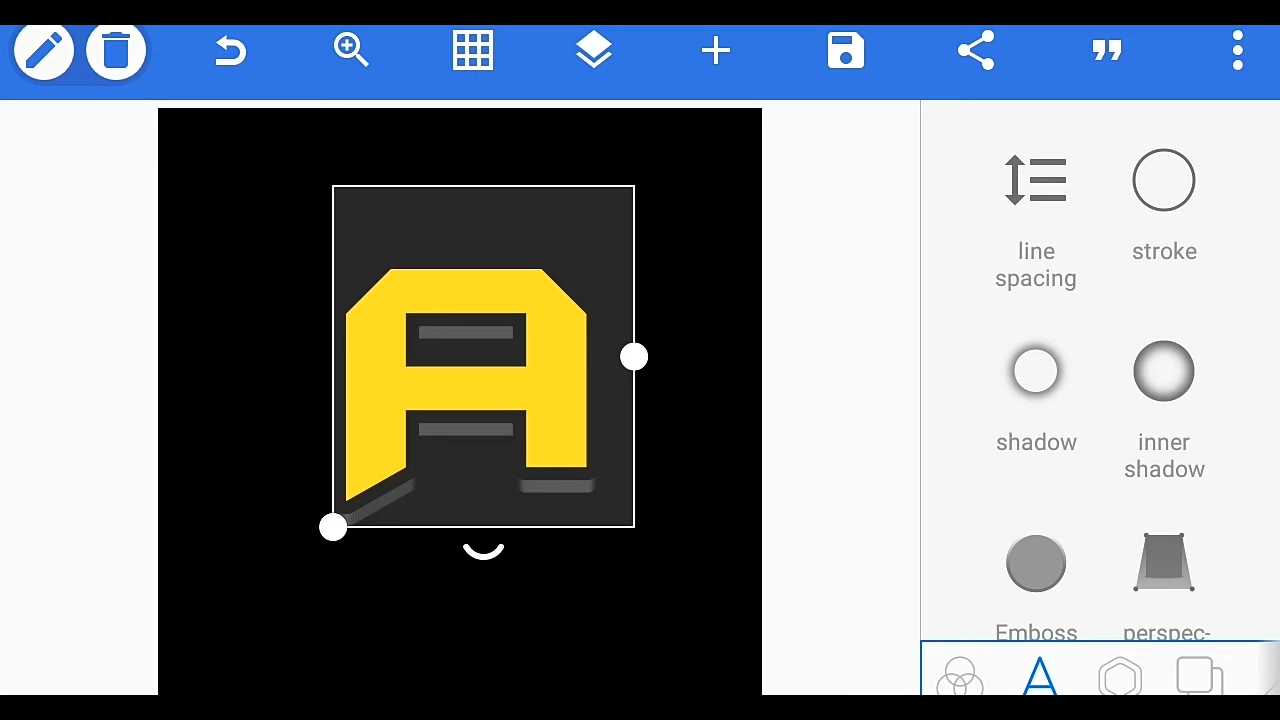 line
spacing
stroke
A
shadow
inner
shadow
Emboss
perspec-